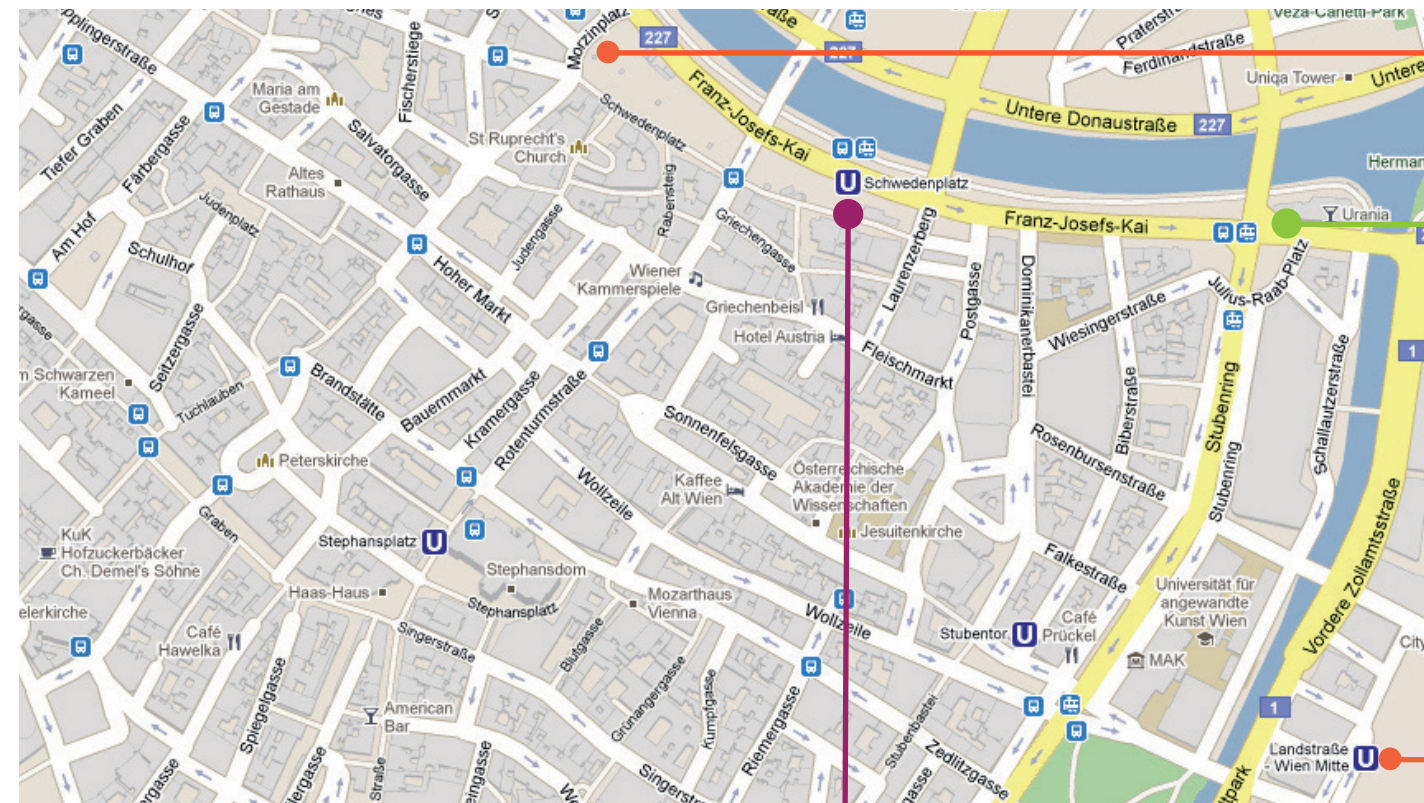 227
227
Praterstr
Veza-Canetti-Park
Ferdinandstraße
Uniqa Tower
Untere
Untere Donaustraße
227
Morzinplatz
Fischerstiege
Maria am
Gestade
Salvatorgasse
Tiefer Graben
Färbergasse
Franz-Josefs-Kai
Schwedenplatz
St Ruprecht's
Church
Altes
Rathaus
Judenplatz
Am Hof
Schulhof
Rabensteig
Judengasse
Griechengasse
U Schwedenplatz
Herman
Urania
Franz-Josefs-Kai
Laurenzerberg
Postgasse
Dominikanerbastei
Julius-Raab-Platz
Wiesingerstraße
Hoher Markt
Wiener
Kammerspiele
Griechenbeisl
Hotel Austria
Fleischmarkt
Seitzergasse
m Schwarzen
Kameel
Tuchlauben
Brandstätte
Bauernmarkt
Kramergasse
Rotenturmstraße
1
Schallautzerstraße
Stubenring
Stubenring
Biberstraße
Rosenbursenstraße
Sonnenfelsgasse
Wollzeile
Peterskirche
Graben
Kaffee
Alt Wien
Österreichische
Akademie der
Wissenschaften
Jesuitenkirche
Falkestraße
Vordere Zollamtsstraße
KuK
Hofzuckerbäcker
Ch. Demel's Söhne
Stephansplatz U
Haas-Haus
Stephansdom
Stephansplatz
Mozarthaus
Vienna
Wollzeile
Stubentor U
Café
Prückel
Universität für
angewandte
Kunst Wien
MAK
City
elerkirche
Café
Hawelka
Singerstraße
Blutgasse
Grünangergasse
Kumpfgasse
Riemergasse
Stubenbastei
Zedlitzgasse
Spiegelgasse
American
Bar
Singerstr
1
Landstraße
- Wien Mitte U